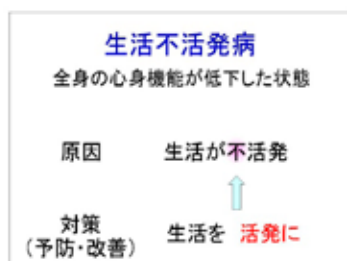 生活不活発病
全身の心身機能が低下した状態
原因 生活が不活発
対策 生活を 活発に
(予防・改善)